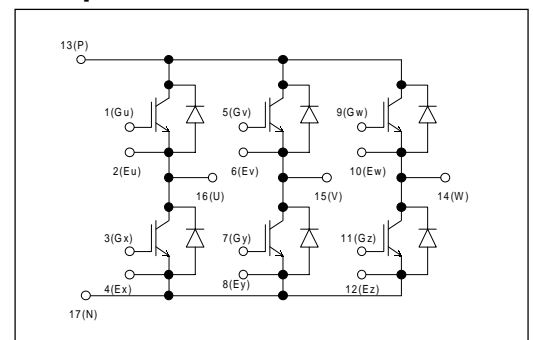 13(P)
1(Gu)
5(Gv)
9(Gw)
2(Eu)
6(Ev)
10(Ew)
16(U)
15(V)
14(W)
3(Gx)
7(Gy)
11(Gz)
4(Ex)
8(Ey)
12(Ez)
17(N)